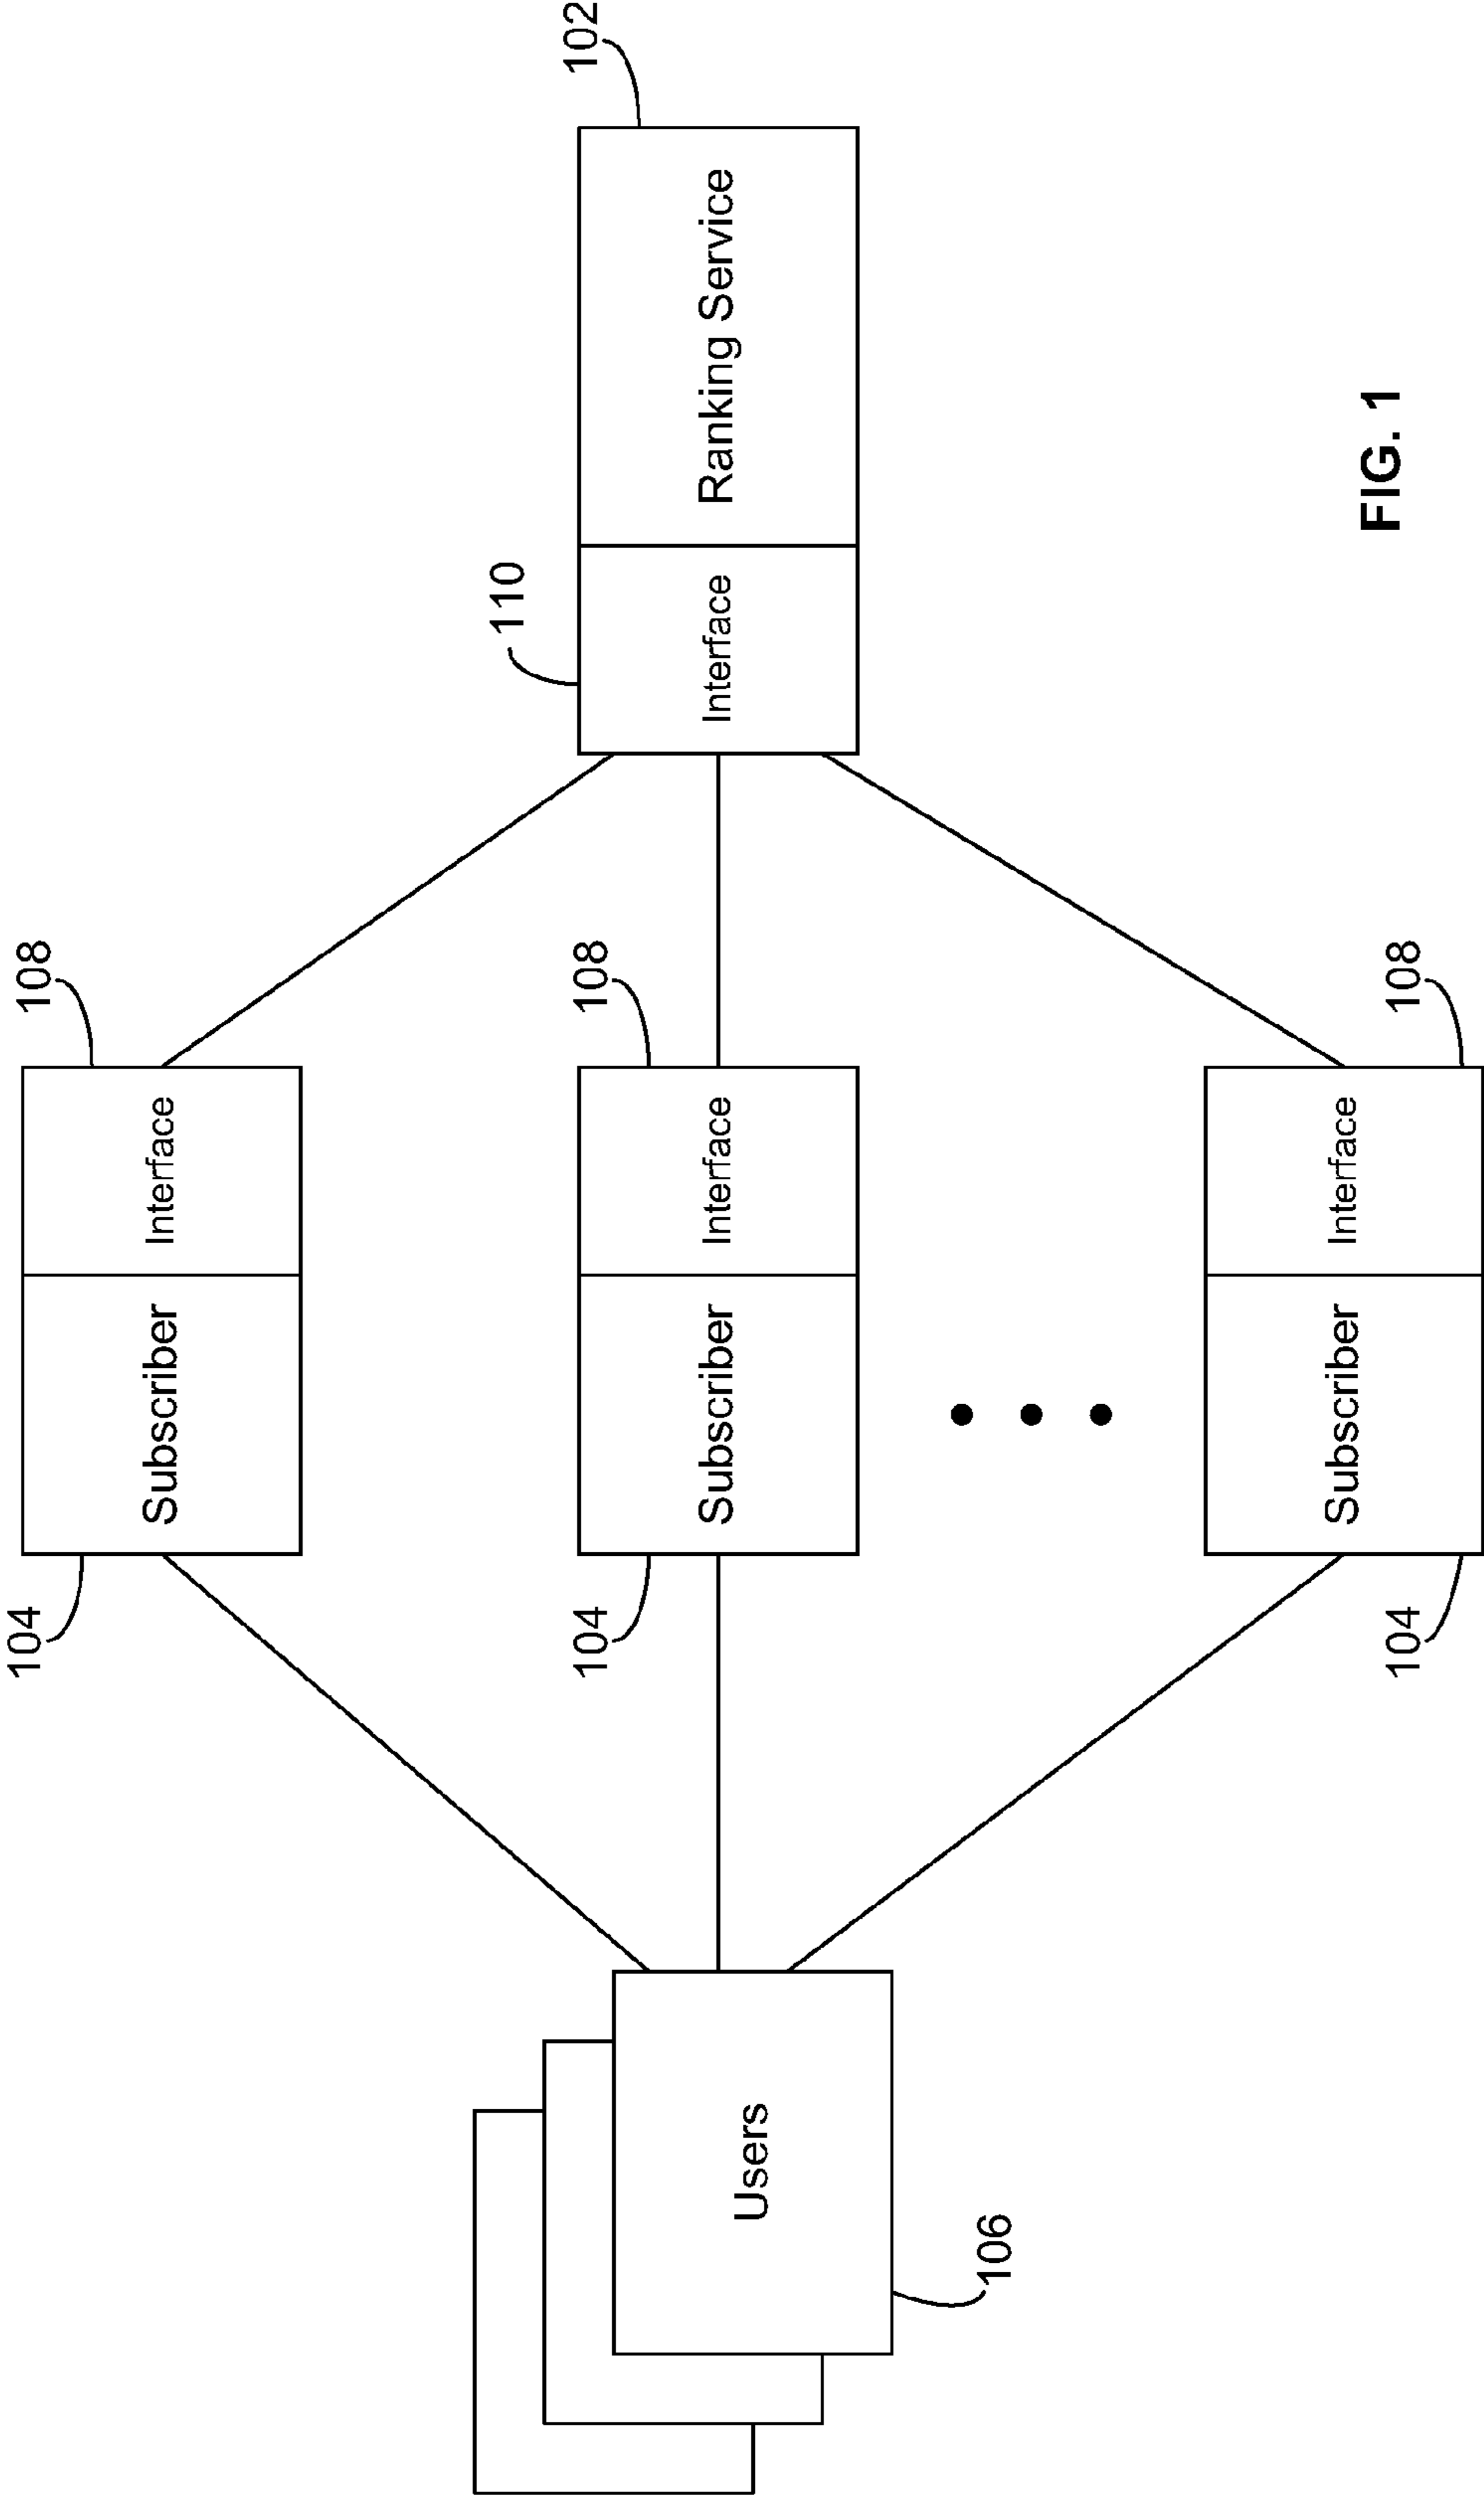 104
108
Subscriber
Interface
110
102
104
108
Users
Subscriber
Interface
Interface
Ranking Service
106
104
108
Subscriber
Interface
FIG. 1